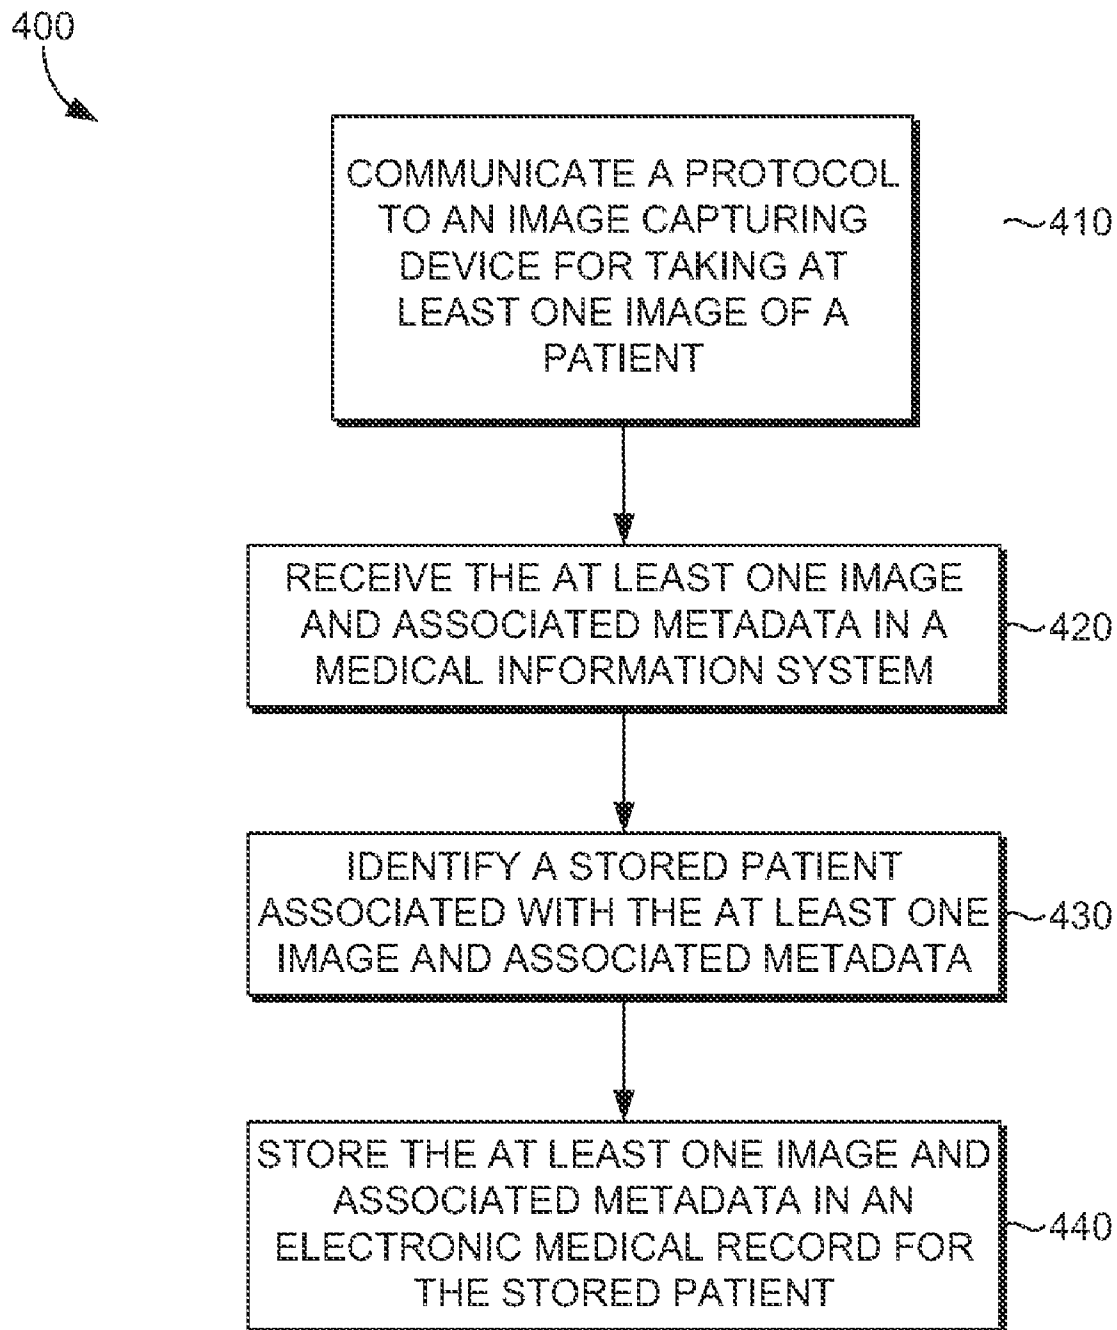 400
COMMUNICATE A PROTOCOL
TO AN IMAGE CAPTURING
DEVICE FOR TAKING AT
LEAST ONE IMAGE OF A
PATIENT
410
RECEIVE THE AT LEAST ONE IMAGE
AND ASSOCIATED METADATA IN A
MEDICAL INFORMATION SYSTEM
420
IDENTIFY A STORED PATIENT
ASSOCIATED WITH THE AT LEAST ONE
IMAGE AND ASSOCIATED METADATA
430
STORE THE AT LEAST ONE IMAGE AND
ASSOCIATED METADATA IN AN
ELECTRONIC MEDICAL RECORD FOR
THE STORED PATIENT
440